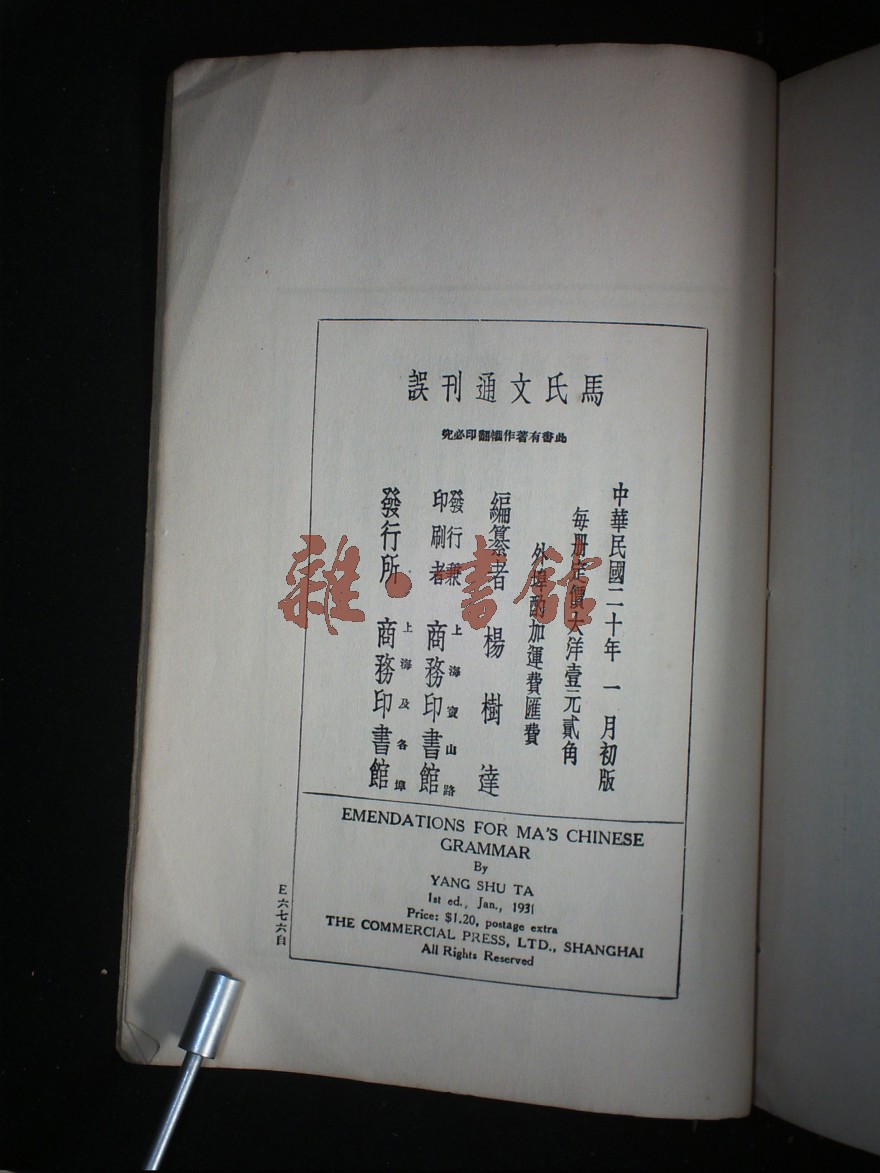 馬氏文通刊誤
此書有著作權翻印必究
中華民國二十年一月初版
每册定價大洋壹元貳角
外埠酌加運費匯費
編纂者 楊樹達
發行兼印刷者 上海寶山路 商務印書館
發行所 上海及各埠 商務印書館
EMENDATIONS FOR MA'S CHINESE
GRAMMAR
By
YANG SHU TA
1st ed., Jan., 1931
Price: $1.20, postage extra
THE COMMERCIAL PRESS, LTD., SHANGHAI
All Rights Reserved
E六七六自
雜·書館